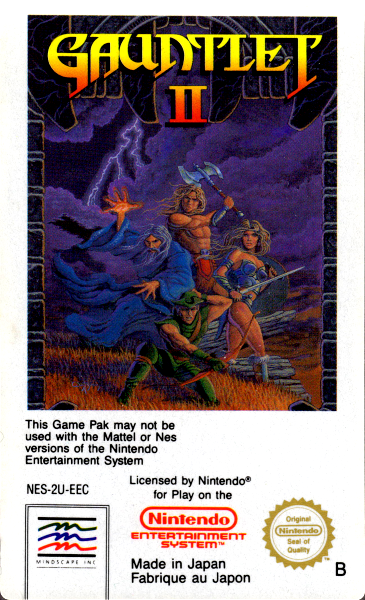 GAUNTLET
II
This Game Pak may not be
used with the Mattel or Nes
versions of the Nintendo
Entertainment System
NES-2U-EEC
Licensed by Nintendo®
for Play on the
Nintendo
ENTERTAINMENT
SYSTEM™
MINDSCAPE INC
Made in Japan
Fabrique au Japon
Original
Nintendo
Seal of
Quality
B